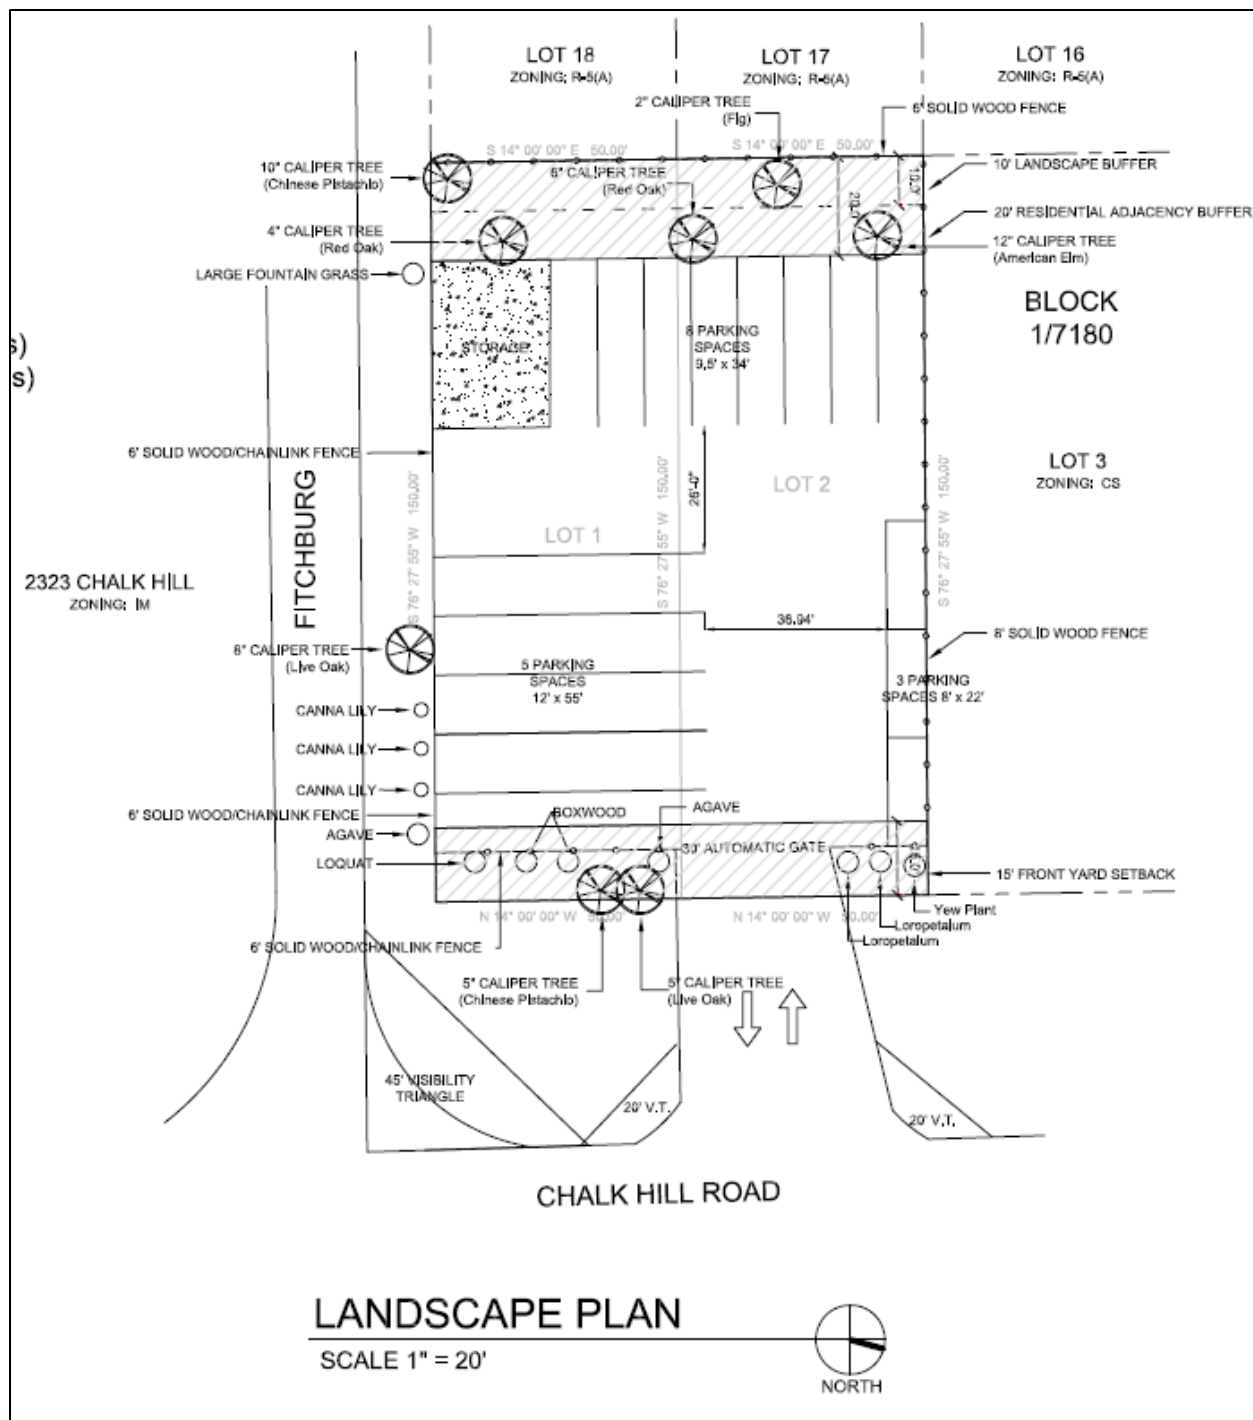 LOT 18
ZONING: R-5(A)
LOT 17
ZONING: R-5(A)
LOT 16
ZONING: R-5(A)
2" CALIPER TREE
(Fig)
6' SOLID WOOD FENCE
S 14° 00' 00" E 50.00'
S 14° 00' 00" E 50.00'
10" CALIPER TREE
(Chinese Pistachio)
6" CALIPER TREE
(Red Oak)
10' LANDSCAPE BUFFER
20' RESIDENTIAL ADJACENCY BUFFER
4" CALIPER TREE
(Red Oak)
12" CALIPER TREE
(American Elm)
LARGE FOUNTAIN GRASS
BLOCK
1/7180
s)
s)
STORAGE
8 PARKING
SPACES
9.5' x 34'
6' SOLID WOOD/CHAINLINK FENCE
FITCHBURG
S 76° 27' 55" W 150.00'
S 76° 27' 55" W 150.00'
26'-0"
LOT 2
S 76° 27' 55" W 150.00'
LOT 3
ZONING: CS
LOT 1
2323 CHALK HILL
ZONING: IM
36.94'
8' SOLID WOOD FENCE
8" CALIPER TREE
(Live Oak)
5 PARKING
SPACES
12' x 55'
3 PARKING
SPACES 8' x 22'
CANNA LILY
CANNA LILY
CANNA LILY
6' SOLID WOOD/CHAINLINK FENCE
BOXWOOD
AGAVE
AGAVE
30' AUTOMATIC GATE
LOQUAT
15' FRONT YARD SETBACK
N 14° 00' 00" W 50.00'
N 14° 00' 00" W 50.00'
Yew Plant
Loropetalum
Loropetalum
6' SOLID WOOD/CHAINLINK FENCE
5" CALIPER TREE
(Chinese Pistachio)
5" CALIPER TREE
(Live Oak)
45' VISIBILITY
TRIANGLE
20' V.T.
20' V.T.
CHALK HILL ROAD
LANDSCAPE PLAN
SCALE 1" = 20'
NORTH